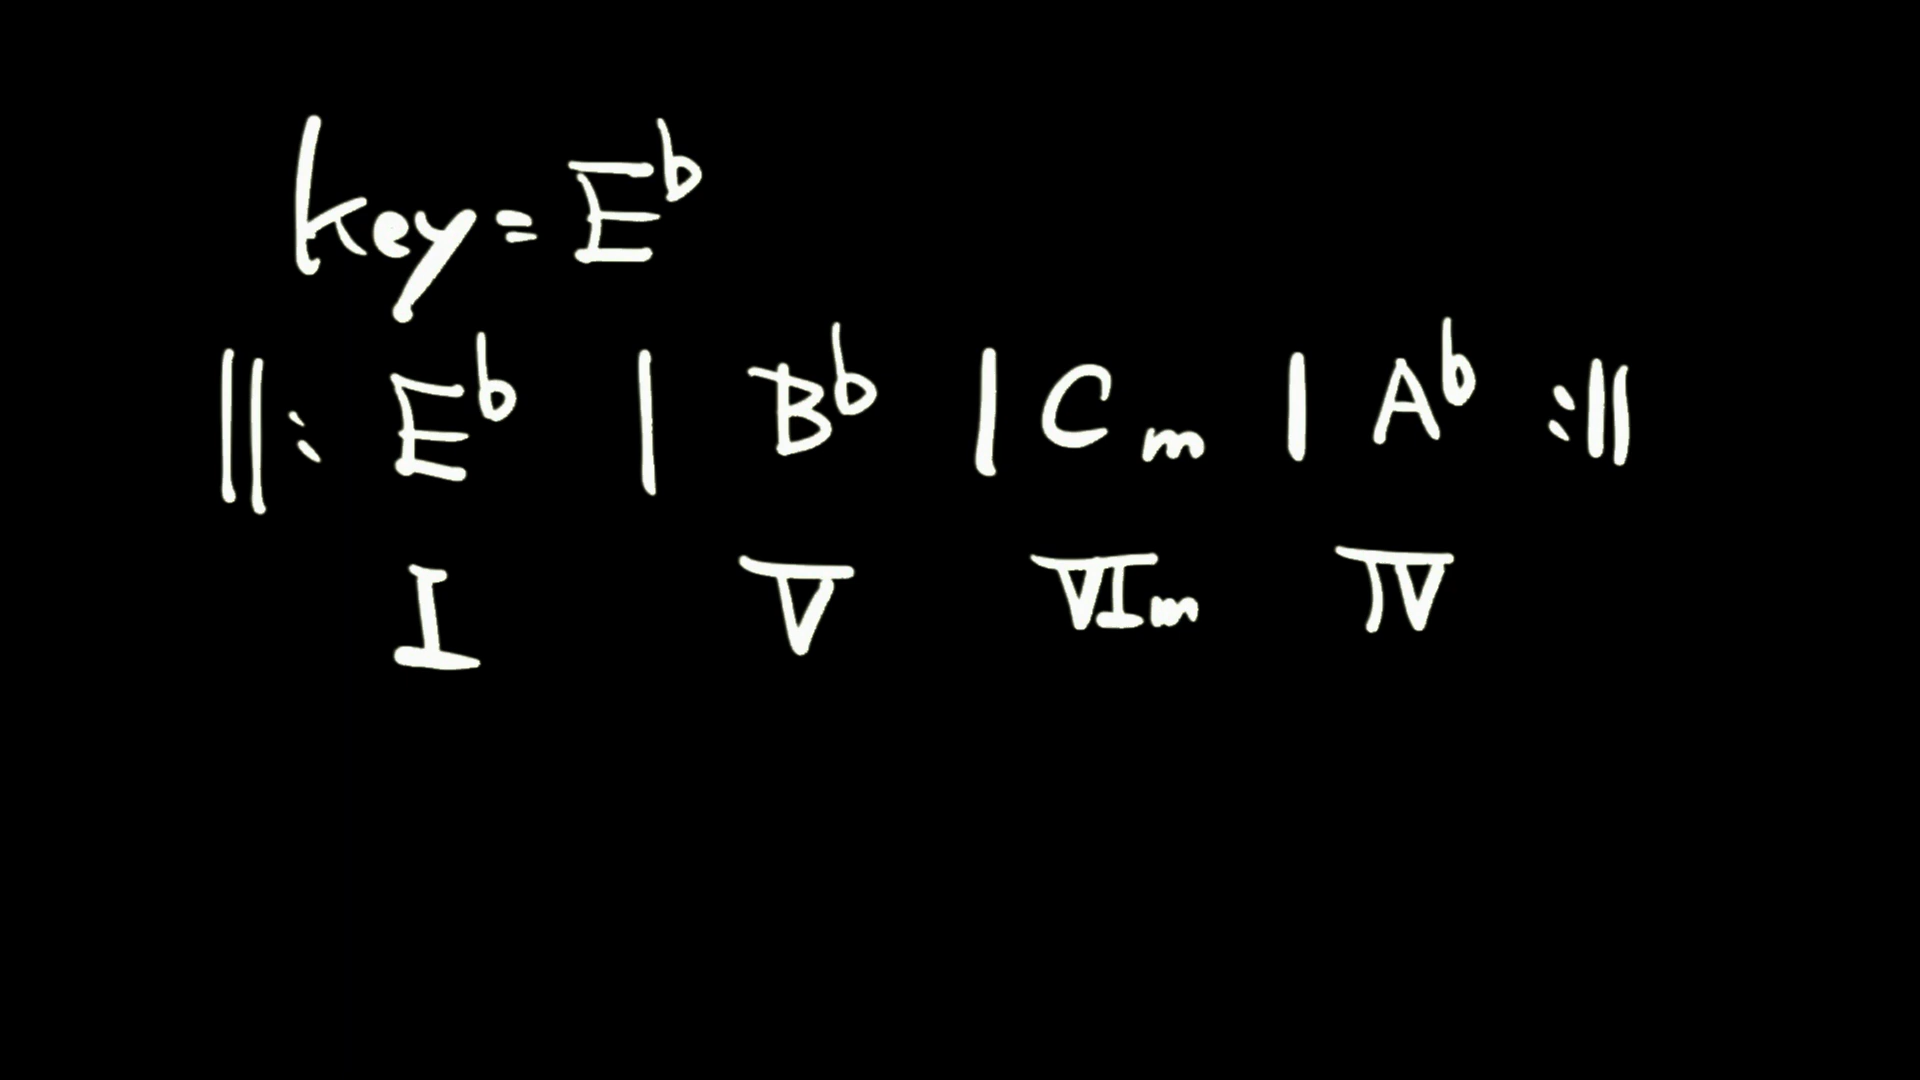 key=E♭
‖: E♭ | B♭ | Cm | A♭ :‖
I V VIm IV